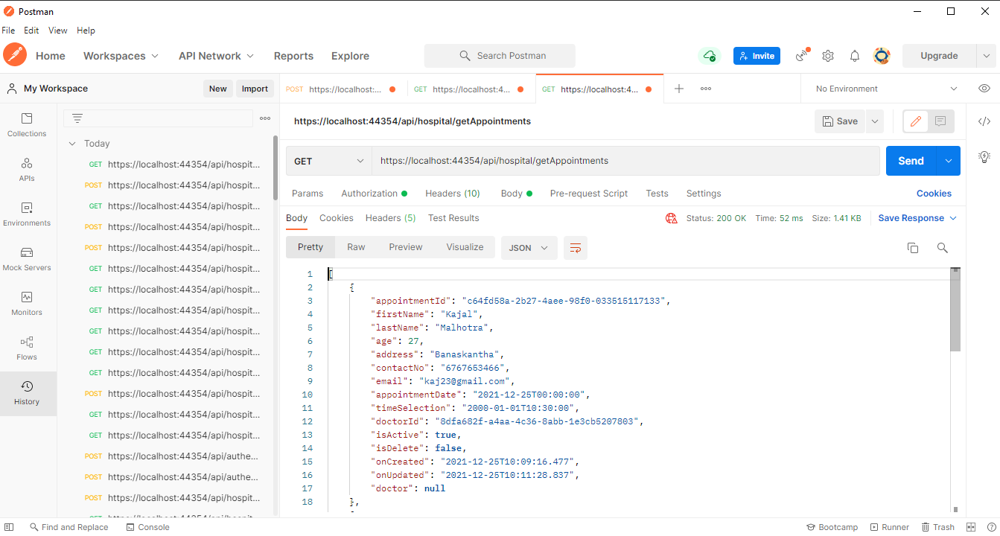 Postman
File Edit View Help
Home Workspaces API Network Reports Explore Search Postman Invite Upgrade
My Workspace New Import
POST https://localhost:... GET https://localhost:4... GET https://localhost:4... No Environment
https://localhost:44354/api/hospital/getAppointments Save
GET https://localhost:44354/api/hospital/getAppointments Send
Params Authorization Headers (10) Body Pre-request Script Tests Settings Cookies
Body Cookies Headers (5) Test Results Status: 200 OK Time: 52 ms Size: 1.41 KB Save Response
Pretty Raw Preview Visualize JSON
Collections
APIs
Environments
Mock Servers
Monitors
Flows
History
Today
GET https://localhost:44354/api/hospit...
POST https://localhost:44354/api/hospit...
GET https://localhost:44354/api/hospit...
POST https://localhost:44354/api/hospit...
POST https://localhost:44354/api/hospit...
GET https://localhost:44354/api/hospit...
GET https://localhost:44354/api/hospit...
GET https://localhost:44354/api/hospit...
GET https://localhost:44354/api/hospit...
GET https://localhost:44354/api/hospit...
GET https://localhost:44354/api/hospit...
POST https://localhost:44354/api/hospit...
GET https://localhost:44354/api/hospit...
GET https://localhost:44354/api/hospit...
POST https://localhost:44354/api/authe...
POST https://localhost:44354/api/authe...
POST https://localhost:44354/api/hospit...
GET https://localhost:44354/api/hospit...
1 [
2 {
3 "appointmentId": "c64fd58a-2b27-4aee-98f0-033515117133",
4 "firstName": "Kajal",
5 "lastName": "Malhotra",
6 "age": 27,
7 "address": "Banaskantha",
8 "contactNo": "6767653466",
9 "email": "kaj23@gmail.com",
10 "appointmentDate": "2021-12-25T00:00:00",
11 "timeSelection": "2000-01-01T10:30:00",
12 "doctorId": "8dfa682f-a4aa-4c36-8abb-1e3cb5207803",
13 "isActive": true,
14 "isDelete": false,
15 "onCreated": "2021-12-25T10:09:16.477",
16 "onUpdated": "2021-12-25T10:11:28.837",
17 "doctor": null
18 },
Find and Replace Console Bootcamp Runner Trash